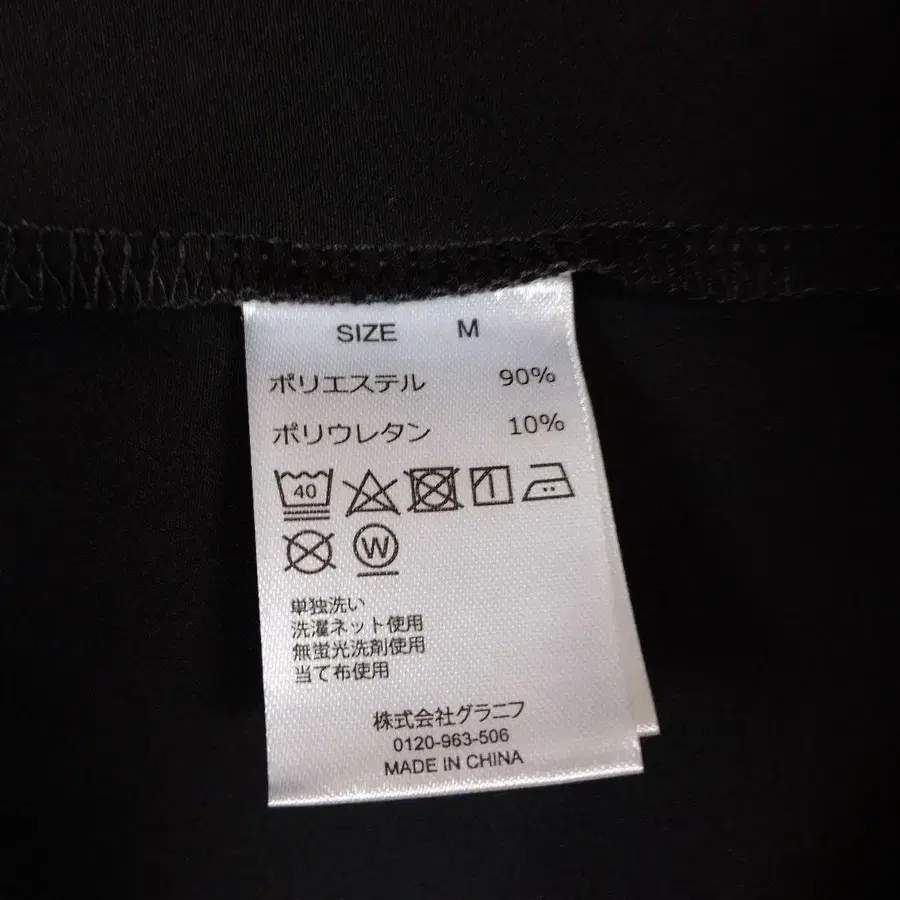 SIZE M
ポリエステル 90%
ポリウレタン 10%
40
W
単独洗い
洗濯ネット使用
無蛍光洗剤使用
当て布使用
株式会社グラニフ
0120-963-506
MADE IN CHINA